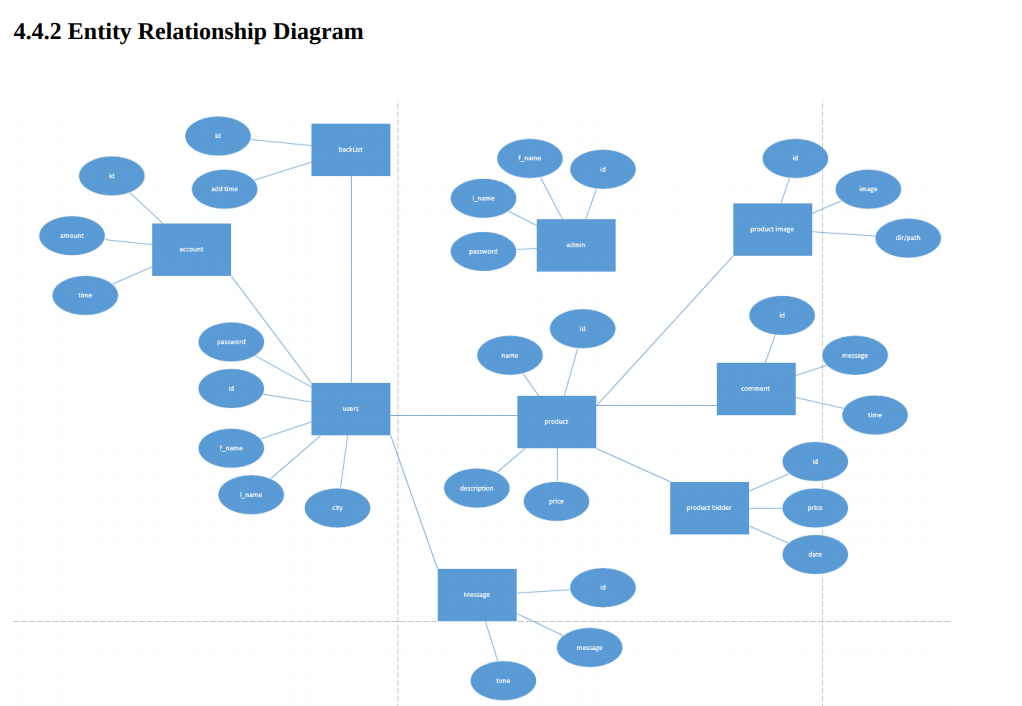 4.4.2 Entity Relationship Diagram
id
backList
add time
id
amount
account
time
f_name
id
l_name
password
admin
id
image
product image
dir/path
password
id
users
f_name
l_name
city
id
name
product
description
price
id
message
comment
time
id
product bidder
price
date
Message
id
message
time